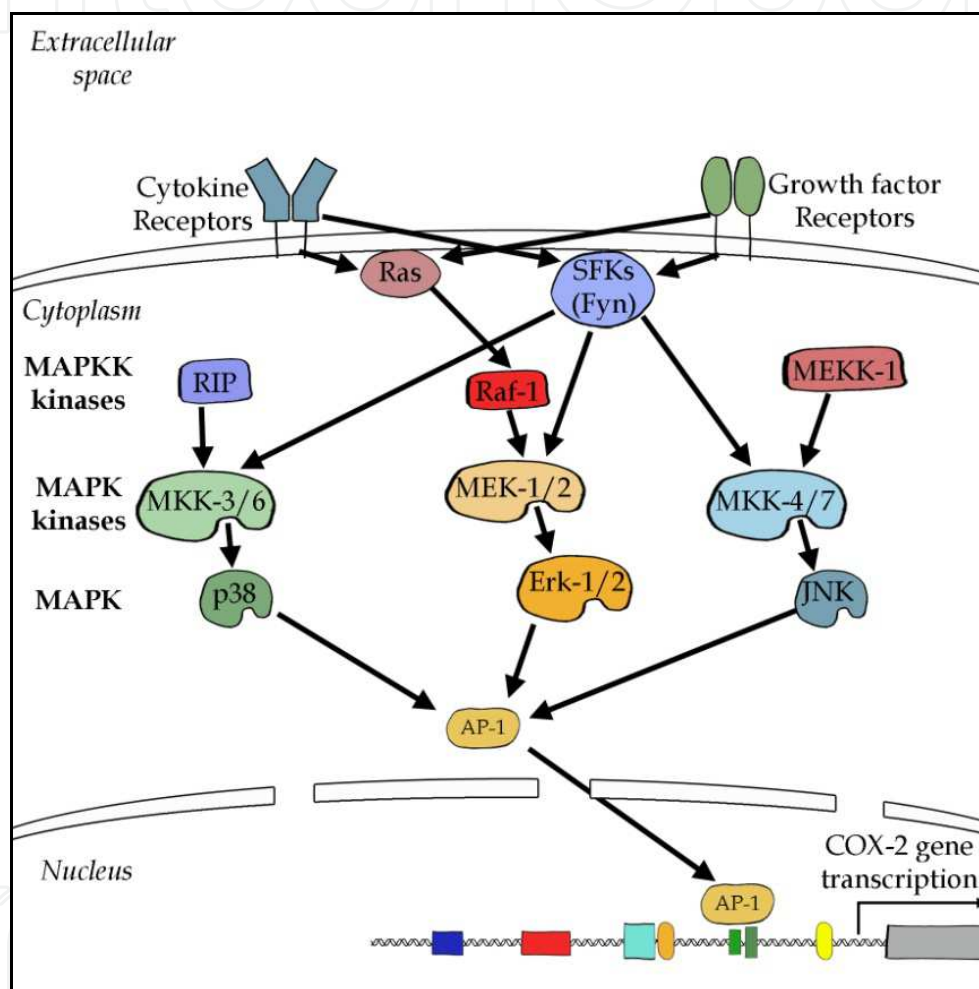 Extracellular
space
Cytokine
Receptors
Growth factor
Receptors
Ras
SFKs
(Fyn)
Cytoplasm
MAPKK
kinases
RIP
Raf-1
MEKK-1
MAPK
kinases
MKK-3/6
MEK-1/2
MKK-4/7
MAPK
p38
Erk-1/2
JNK
AP-1
Nucleus
COX-2 gene
transcription
AP-1